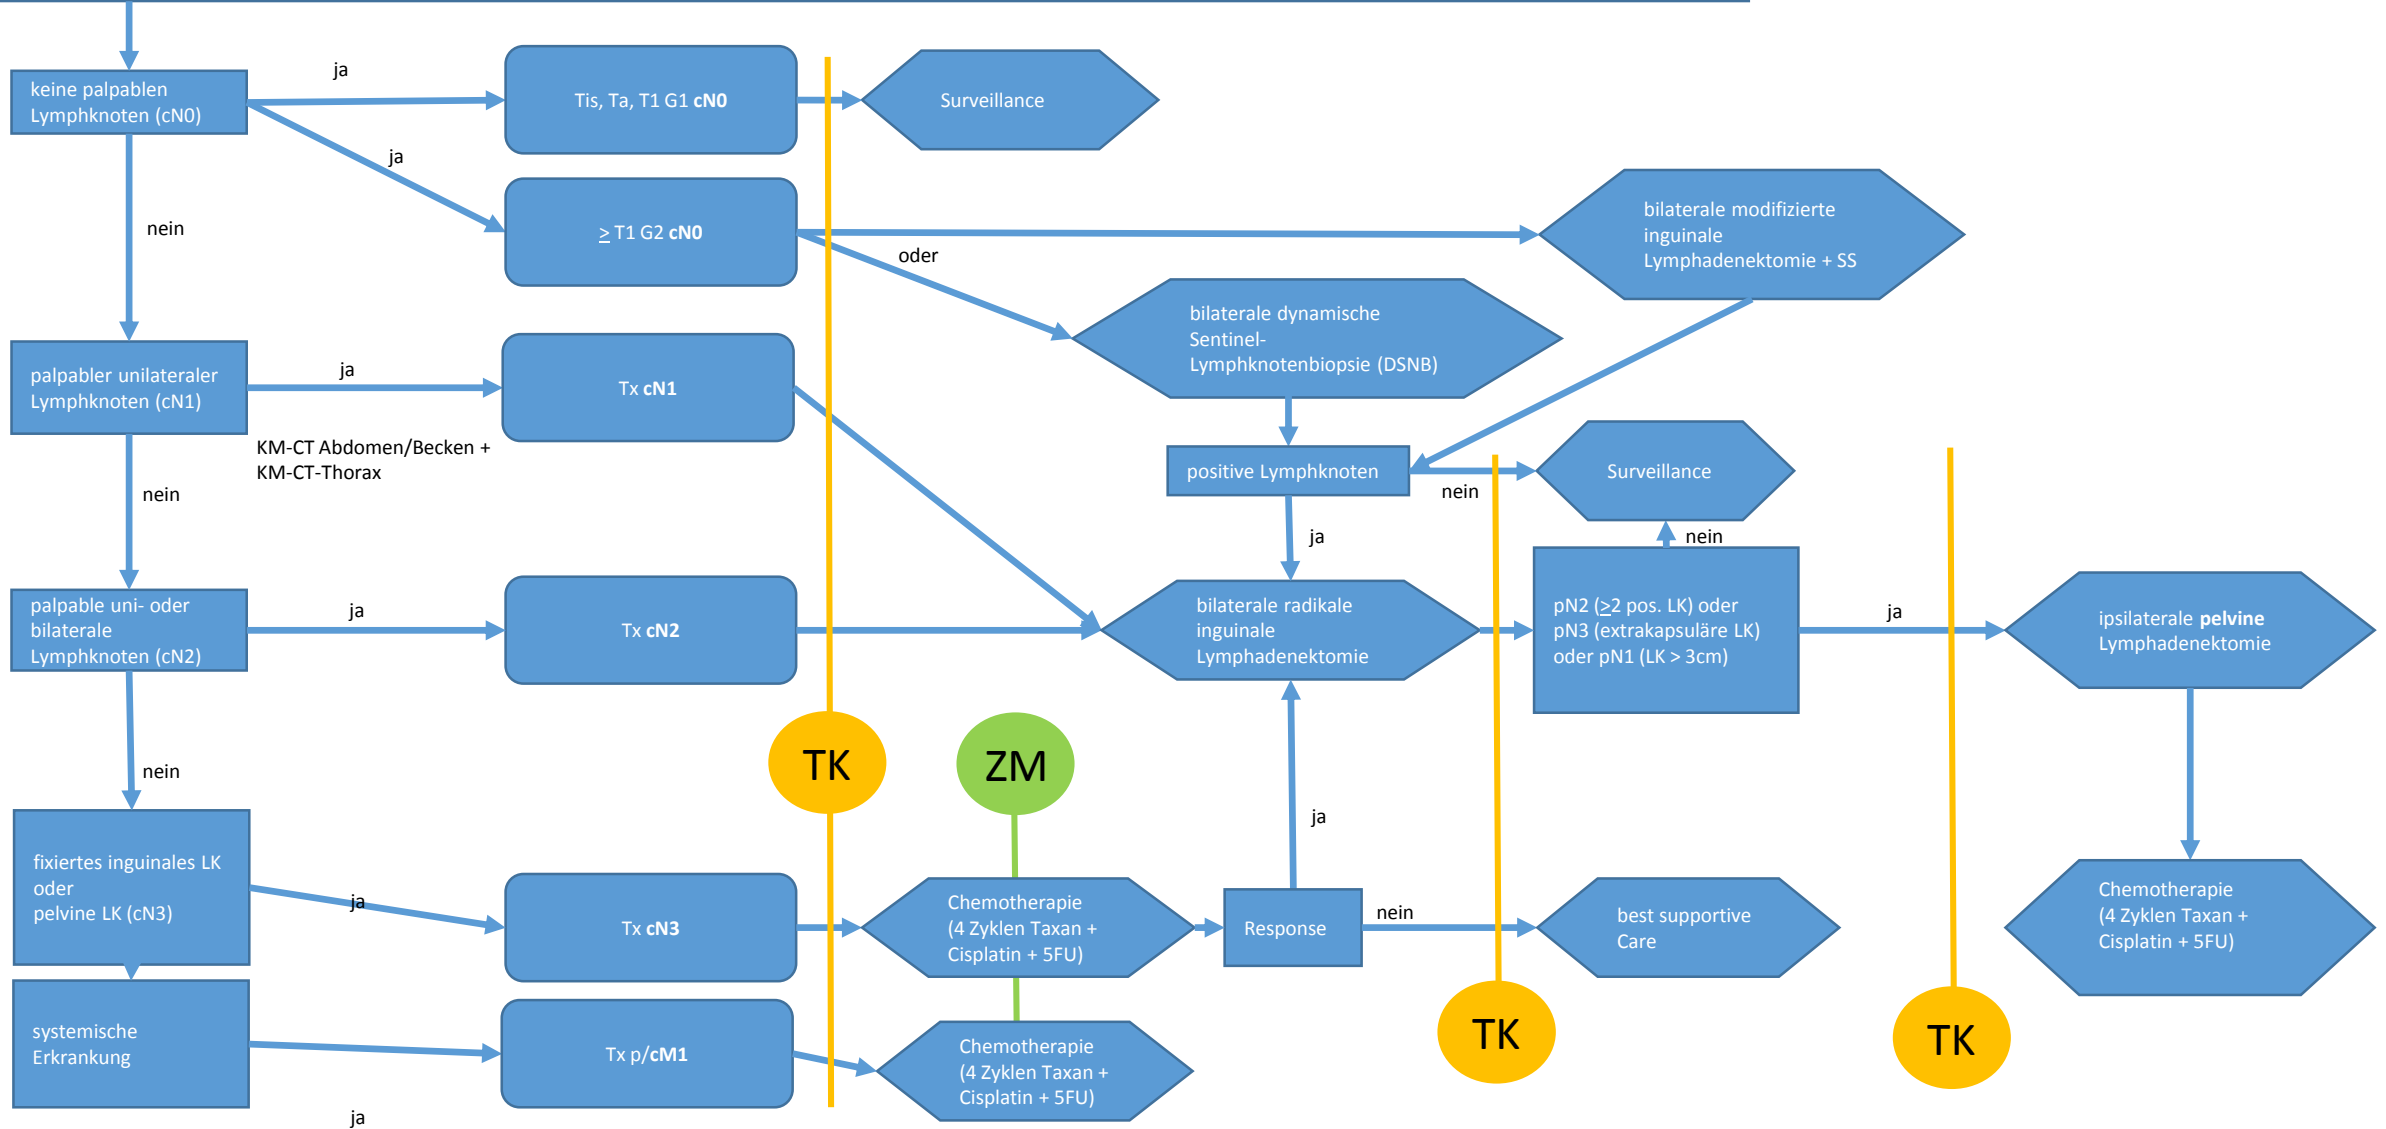 keine palpablen
Lymphknoten (cN0)
ja
ja
Tis, Ta, T1 G1 cN0
Surveillance
nein
≥ T1 G2 cN0
oder
bilaterale modifizierte
inguinale
Lymphadenektomie + SS
bilaterale dynamische
Sentinel-
Lymphknotenbiopsie (DSNB)
palpabler unilateraler
Lymphknoten (cN1)
ja
Tx cN1
KM-CT Abdomen/Becken +
KM-CT-Thorax
nein
positive Lymphknoten
nein
Surveillance
ja
nein
palpable uni- oder
bilaterale
Lymphknoten (cN2)
ja
Tx cN2
bilaterale radikale
inguinale
Lymphadenektomie
pN2 (≥2 pos. LK) oder
pN3 (extrakapsuläre LK)
oder pN1 (LK > 3cm)
ja
ipsilaterale pelvine
Lymphadenektomie
nein
TK
ZM
ja
fixiertes inguinales LK
oder
pelvine LK (cN3)
ja
Tx cN3
Chemotherapie
(4 Zyklen Taxan +
Cisplatin + 5FU)
Response
nein
best supportive
Care
Chemotherapie
(4 Zyklen Taxan +
Cisplatin + 5FU)
systemische
Erkrankung
ja
Tx p/cM1
Chemotherapie
(4 Zyklen Taxan +
Cisplatin + 5FU)
TK
TK